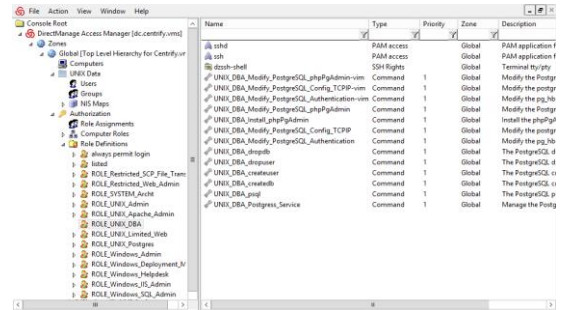 File Action View Window Help
Console Root
DirectManage Access Manager [dc.centrify.vms]
Zones
Global [Top Level Hierarchy for Centrify.vr
Computers
UNIX Data
Users
Groups
NIS Maps
Authorization
Role Assignments
Computer Roles
Role Definitions
always permit login
listed
ROLE_Restricted_SCP_File_Trans
ROLE_Restricted_Web_Admin
ROLE_SYSTEM_Archt
ROLE_UNIX_Admin
ROLE_UNIX_Apache_Admin
ROLE_UNIX_DBA
ROLE_UNIX_Limited_Web
ROLE_UNIX_Postgres
ROLE_Windows_Admin
ROLE_Windows_Deployment_M
ROLE_Windows_Helpdesk
ROLE_Windows_IIS_Admin
ROLE_Windows_SQL_Admin
Name Type Priority Zone Description
sshd PAM access Global PAM application f
ssh PAM access Global PAM application f
dzssh-shell SSH Rights Global Terminal tty/pty
UNIX_DBA_Modify_PostgreSQL_phpPgAdmin-vim Command 1 Global Modify the Postgr
UNIX_DBA_Modify_PostgreSQL_Config_TCPIP-vim Command 1 Global Modify the postgr
UNIX_DBA_Modify_PostgreSQL_Authentication-vim Command 1 Global Modify the pg_hb
UNIX_DBA_Install_phpPgAdmin Command 1 Global Install the phpPgA
UNIX_DBA_Modify_PostgreSQL_Config_TCPIP Command 1 Global Modify the postgr
UNIX_DBA_Modify_PostgreSQL_Authentication Command 1 Global Modify the pg_hb
UNIX_DBA_dropdb Command 1 Global The PostgreSQL d
UNIX_DBA_dropuser Command 1 Global The PostgreSQL d
UNIX_DBA_createuser Command 1 Global The PostgreSQL cr
UNIX_DBA_createdb Command 1 Global The PostgreSQL cr
UNIX_DBA_psql Command 1 Global The PostgreSQL p
UNIX_DBA_Postgress_Service Command 1 Global Manage the Postg